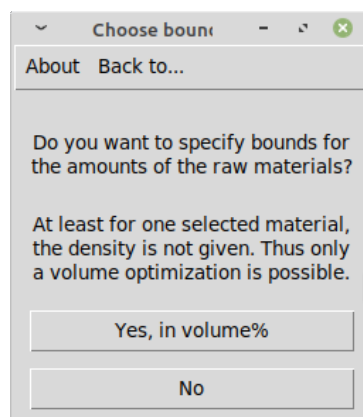 Choose boun
About Back to...
Do you want to specify bounds for
the amounts of the raw materials?
At least for one selected material,
the density is not given. Thus only
a volume optimization is possible.
Yes, in volume%
No